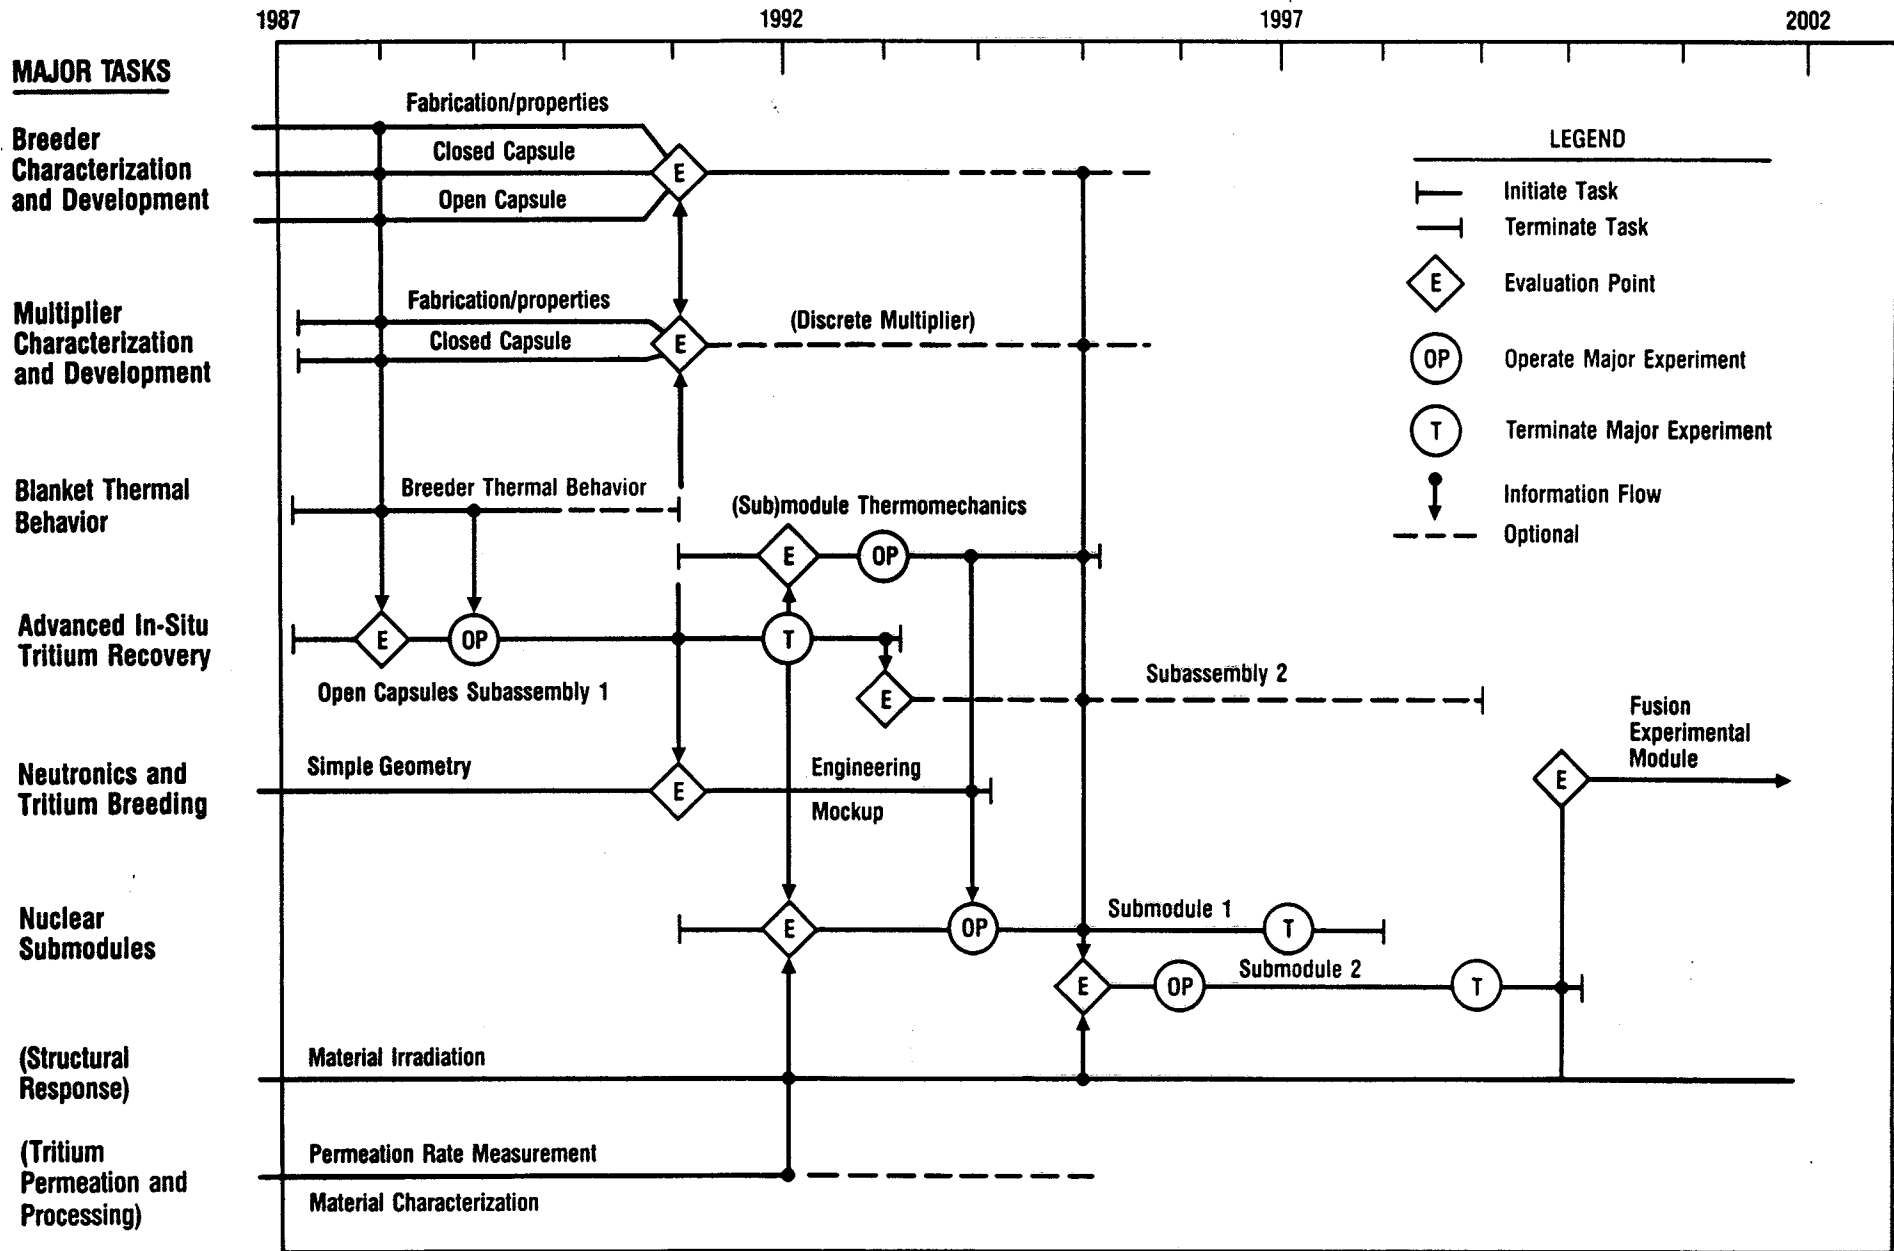 1987 1992 1997 2002
MAJOR TASKS
Breeder
Characterization
and Development
Fabrication/properties
Closed Capsule
Open Capsule
E
Multiplier
Characterization
and Development
Fabrication/properties
Closed Capsule
E
(Discrete Multiplier)
Blanket Thermal
Behavior
Breeder Thermal Behavior
(Sub)module Thermomechanics
E OP
Advanced In-Situ
Tritium Recovery
E OP T
Open Capsules Subassembly 1
E
Subassembly 2
Neutronics and
Tritium Breeding
Simple Geometry
E
Engineering
Mockup
Fusion
Experimental
Module
E
Nuclear
Submodules
E OP
Submodule 1
T
E OP
Submodule 2
T
(Structural
Response)
Material Irradiation
(Tritium
Permeation and
Processing)
Permeation Rate Measurement
Material Characterization
LEGEND
Initiate Task
Terminate Task
E Evaluation Point
OP Operate Major Experiment
T Terminate Major Experiment
Information Flow
Optional